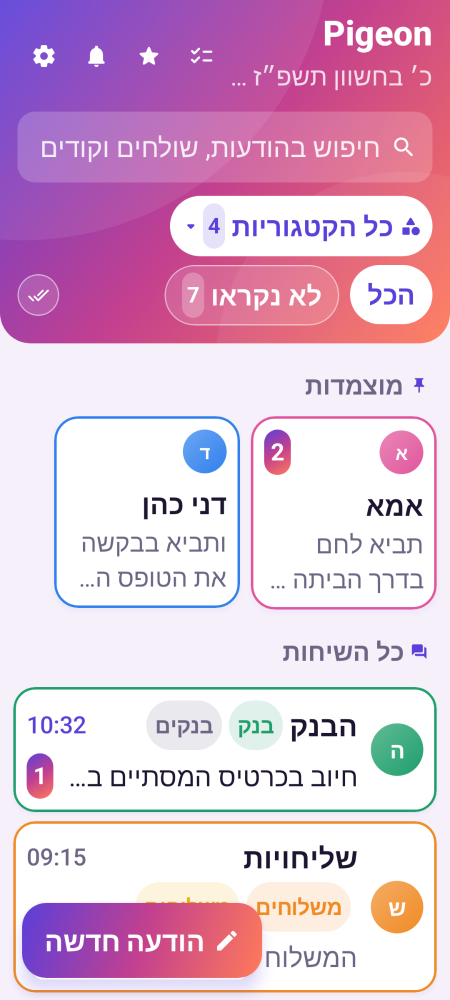 Pigeon
כ׳ בחשוון תשפ״ז ...
חיפוש בהודעות, שולחים וקודים
כל הקטגוריות 4
הכל
לא נקראו 7
מוצמדות
א
2
אמא
תביא לחם
בדרך הביתה ...
ד
דני כהן
ותביא בבקשה
את הטופס ה...
כל השיחות
ה
הבנק
בנק
בנקים
10:32
חיוב בכרטיס המסתיים ב...
1
ש
שליחויות
09:15
משלוחים
המשלוח
הודעה חדשה